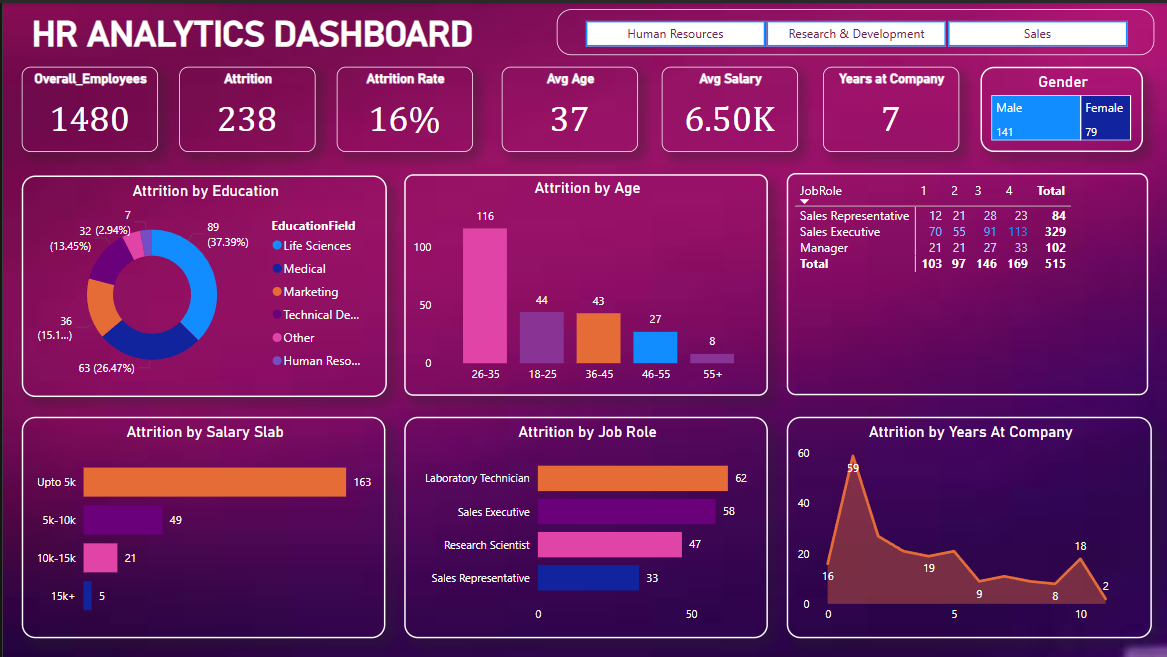 HR ANALYTICS DASHBOARD
Human Resources
Research & Development
Sales
Overall_Employees
1480
Attrition
238
Attrition Rate
16%
Avg Age
37
Avg Salary
6.50K
Years at Company
7
Gender
Male
141
Female
79
Attrition by Education
7
(2.94%)
32
(13.45%)
36
(15.1...)
63 (26.47%)
89
(37.39%)
EducationField
Life Sciences
Medical
Marketing
Technical De...
Other
Human Reso...
Attrition by Age
100
50
0
116
44
43
27
8
26-35
18-25
36-45
46-55
55+
JobRole 1 2 3 4 Total
Sales Representative 12 21 28 23 84
Sales Executive 70 55 91 113 329
Manager 21 21 27 33 102
Total 103 97 146 169 515
Attrition by Salary Slab
Upto 5k 163
5k-10k 49
10k-15k 21
15k+ 5
Attrition by Job Role
Laboratory Technician 62
Sales Executive 58
Research Scientist 47
Sales Representative 33
0 50
Attrition by Years At Company
60
40
20
0
16
59
19
9
8
18
2
0 5 10